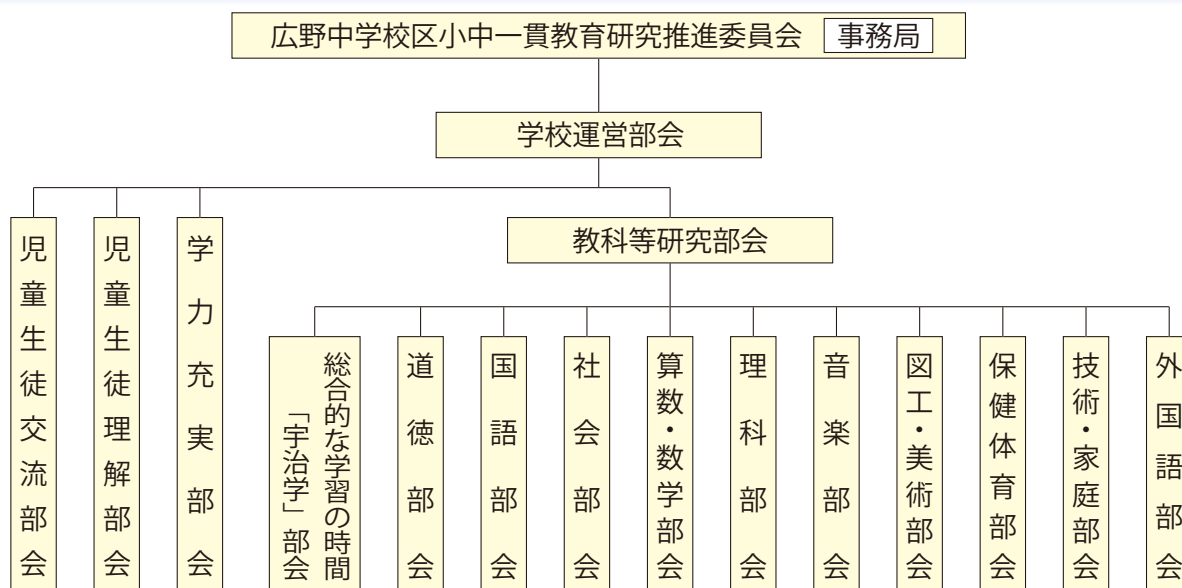 広野中学校区小中一貫教育研究推進委員会 事務局
学校運営部会
教科等研究部会
児童生徒交流部会
児童生徒理解部会
学力充実部会
総合的な学習の時間
「宇治学」部会
道徳部会
国語部会
社会部会
算数・数学部会
理科部会
音楽部会
図工・美術部会
保健体育部会
技術・家庭部会
外国語部会